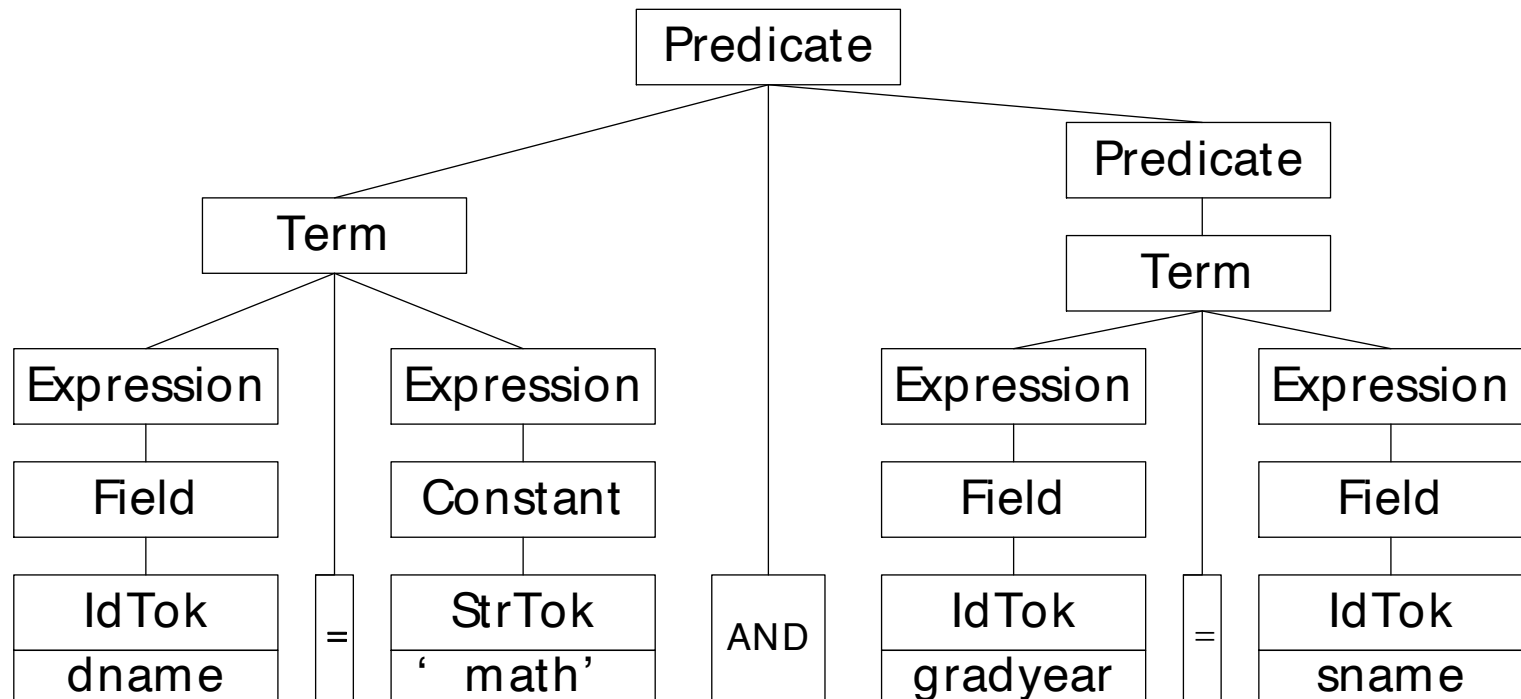 Predicate
Predicate
Term
Term
Expression Expression Expression Expression
Field Constant Field Field
IdTok = StrTok AND IdTok = IdTok
dname ‘ math’ gradyear sname